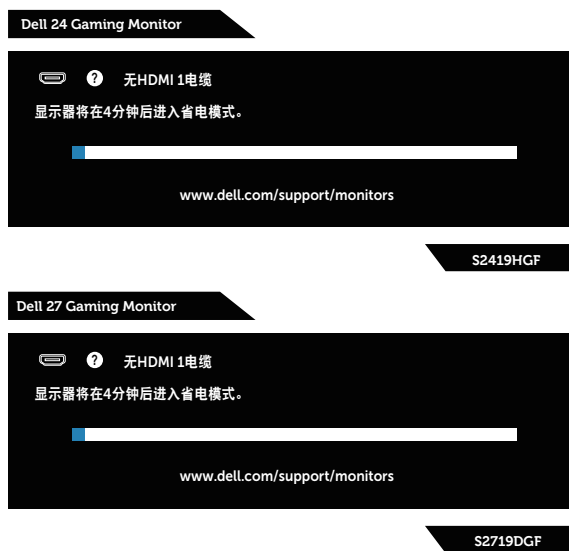 Dell 24 Gaming Monitor
? 无HDMI 1电缆
显示器将在4分钟后进入省电模式。
www.dell.com/support/monitors
S2419HGF
Dell 27 Gaming Monitor
? 无HDMI 1电缆
显示器将在4分钟后进入省电模式。
www.dell.com/support/monitors
S2719DGF